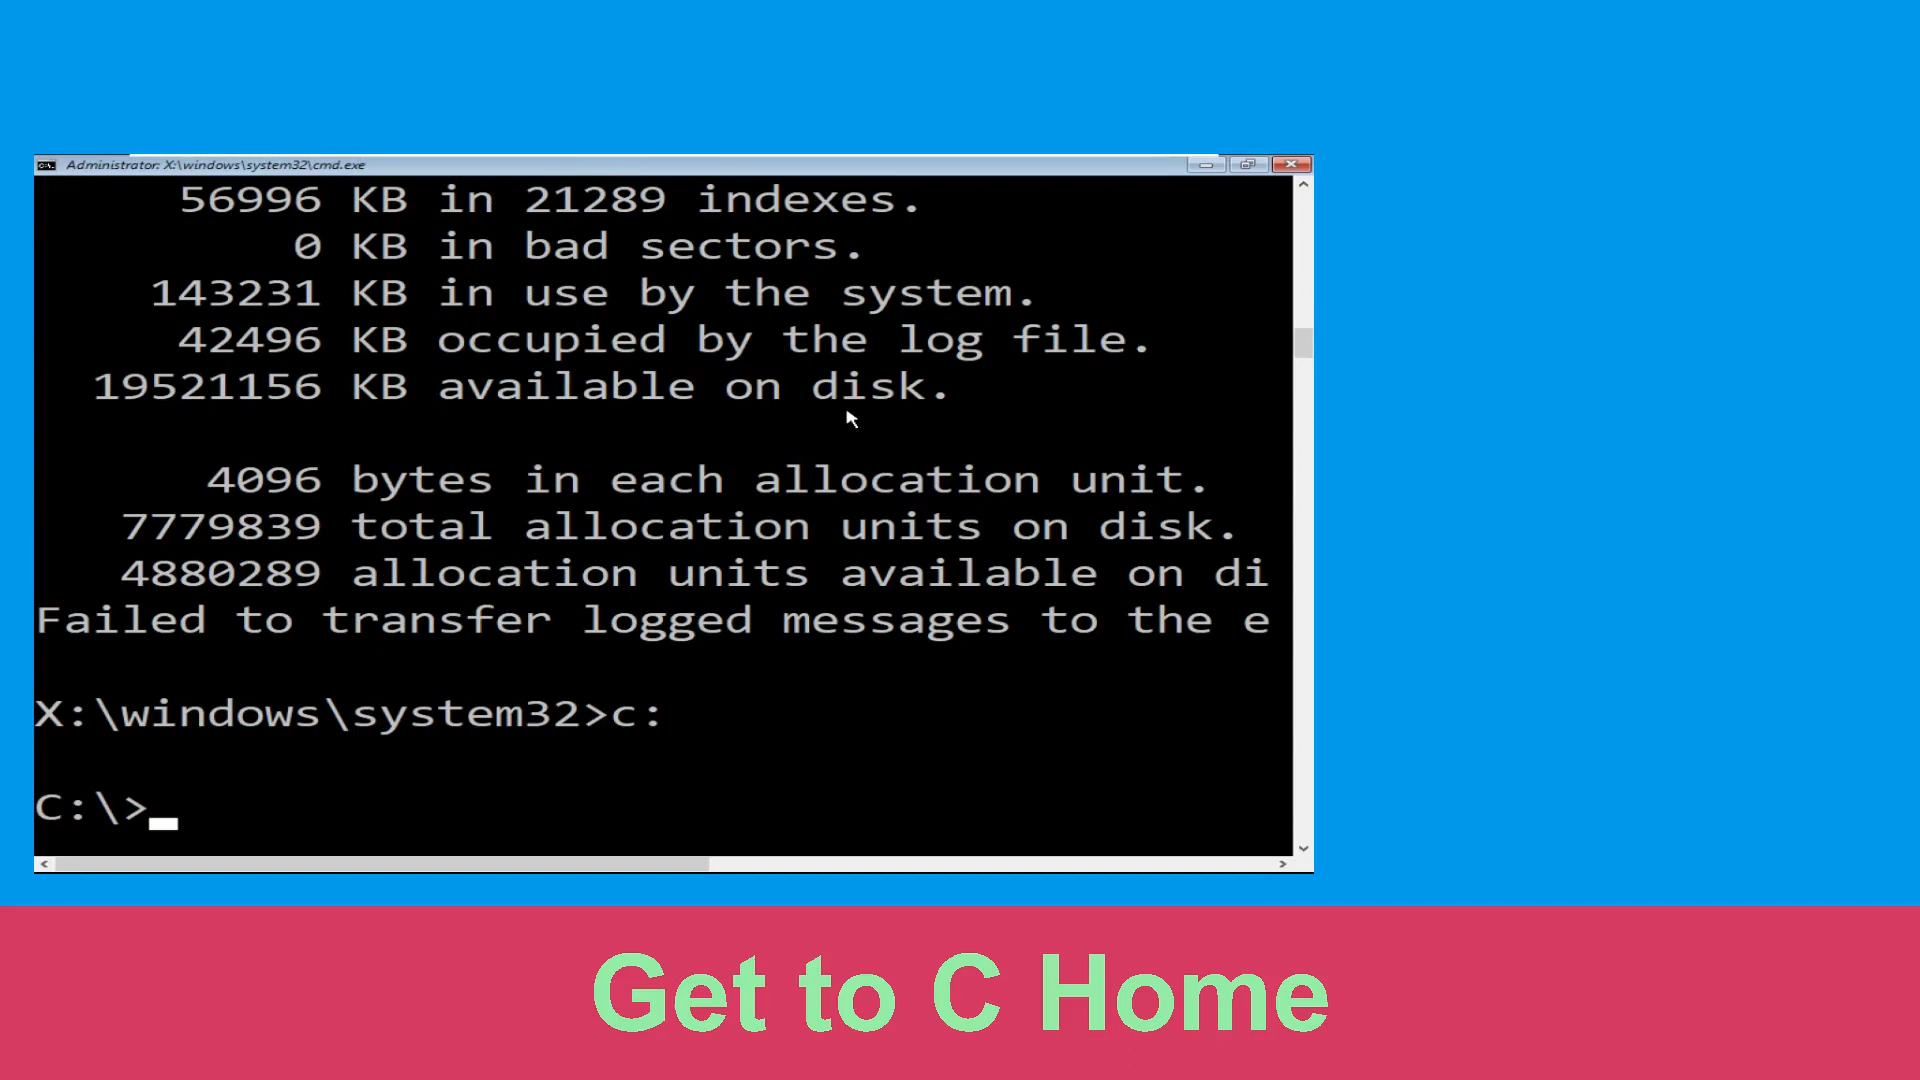 Administrator: X:\windows\system32\cmd.exe
56996 KB in 21289 indexes.
0 KB in bad sectors.
143231 KB in use by the system.
42496 KB occupied by the log file.
19521156 KB available on disk.
4096 bytes in each allocation unit.
7779839 total allocation units on disk.
4880289 allocation units available on di
Failed to transfer logged messages to the e
X:\windows\system32>c:
C:\>
Get to C Home